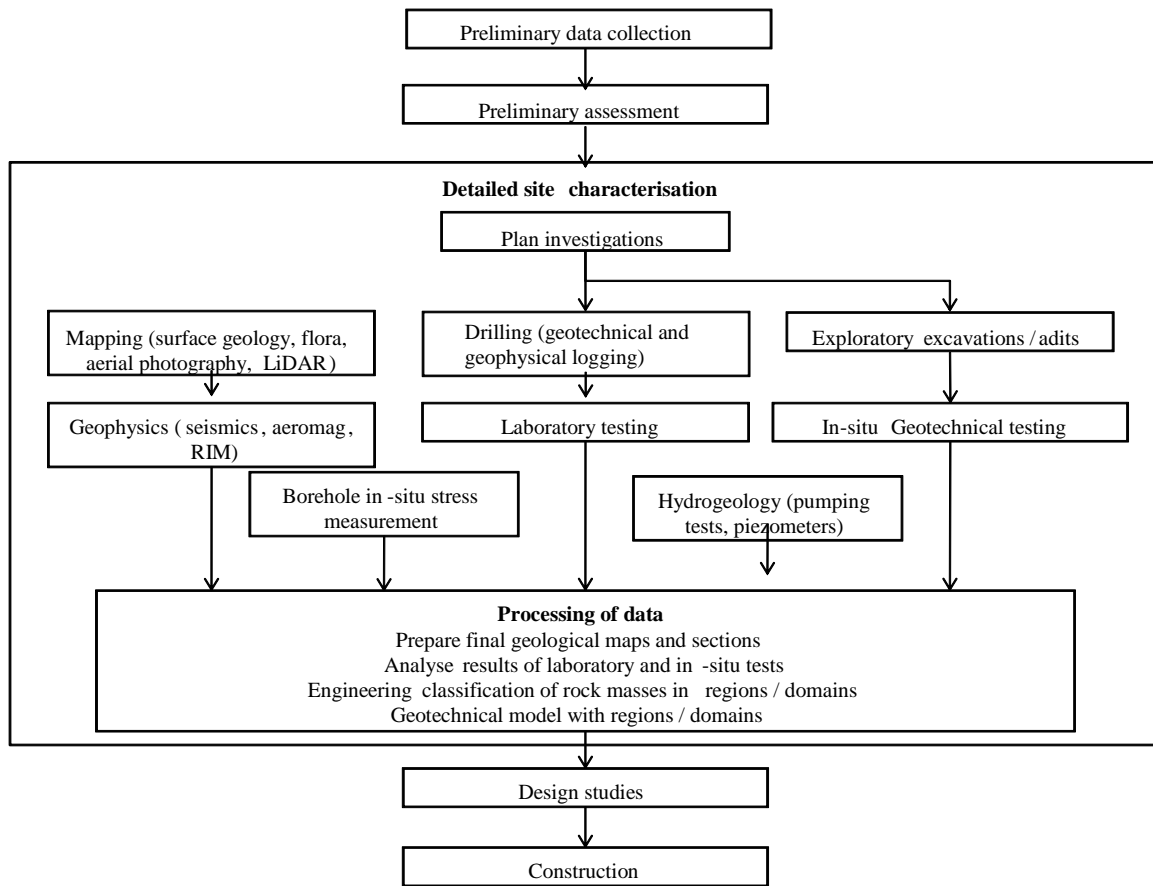 Preliminary data collection
Preliminary assessment
Detailed site characterisation
Plan investigations
Mapping (surface geology, flora,
aerial photography, LiDAR)
Drilling (geotechnical and
geophysical logging)
Exploratory excavations / adits
Geophysics ( seismics , aeromag ,
RIM)
Laboratory testing
In-situ Geotechnical testing
Borehole in -situ stress
measurement
Hydrogeology (pumping
tests, piezometers)
Processing of data
Prepare final geological maps and sections
Analyse results of laboratory and in -situ tests
Engineering classification of rock masses in regions / domains
Geotechnical model with regions / domains
Design studies
Construction